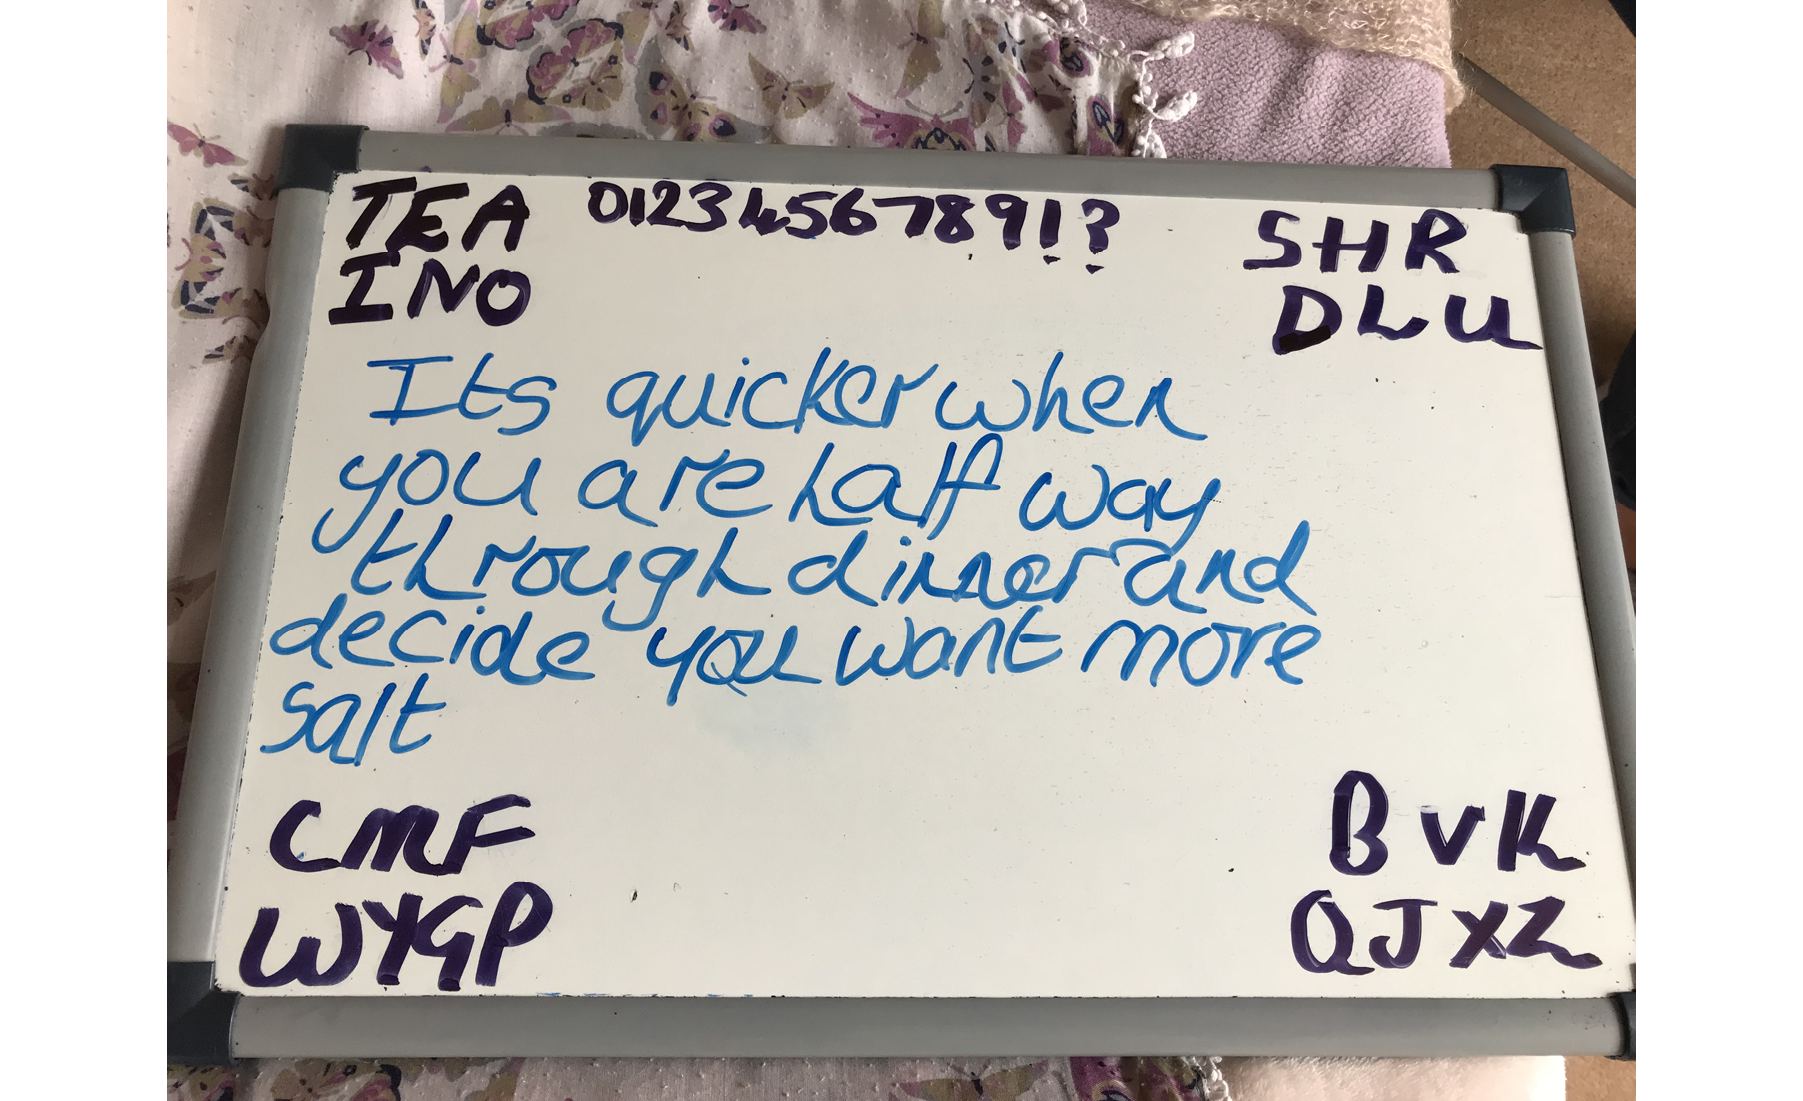 TEA 0123456789!? SHR
INO DLU
Its quicker when
you are half way
through dinner and
decide you want more
salt
CMF BVK
WYGP QJXZ